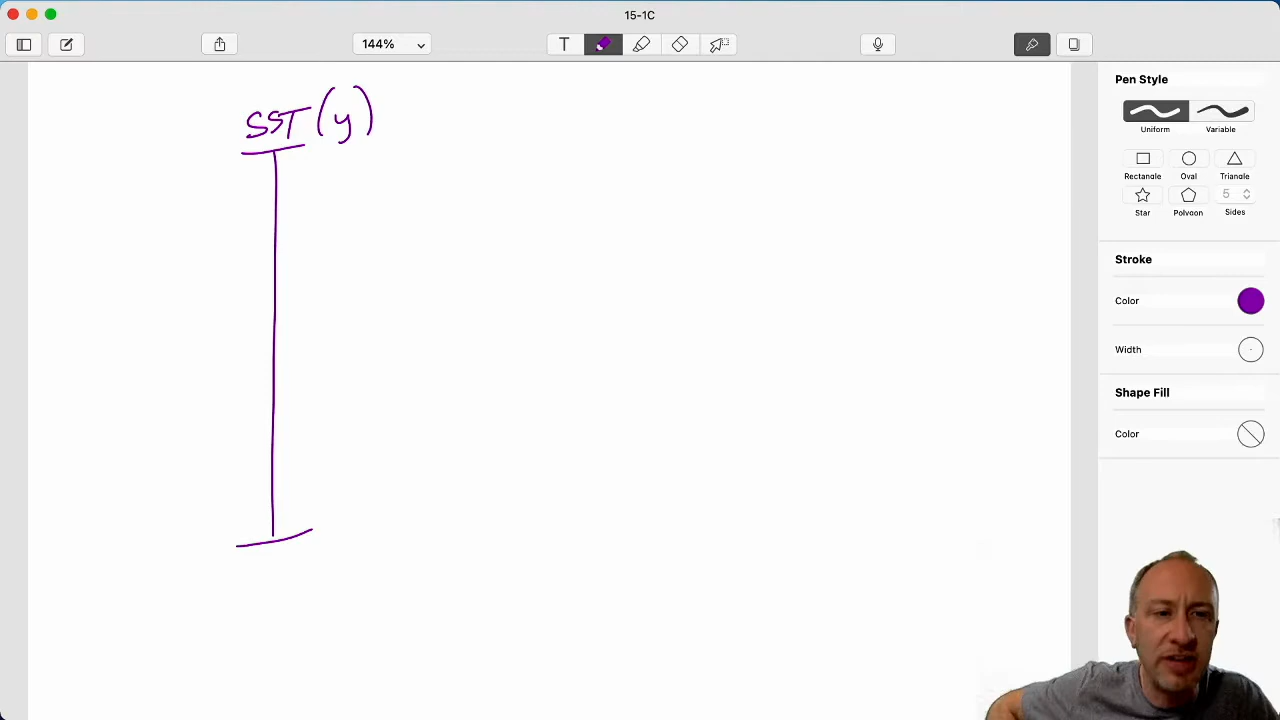 15-1C
144%
T
Pen Style
Uniform
Variable
Rectangle
Oval
Triangle
5
Star
Polygon
Sides
Stroke
Color
Width
Shape Fill
Color
SST (y)